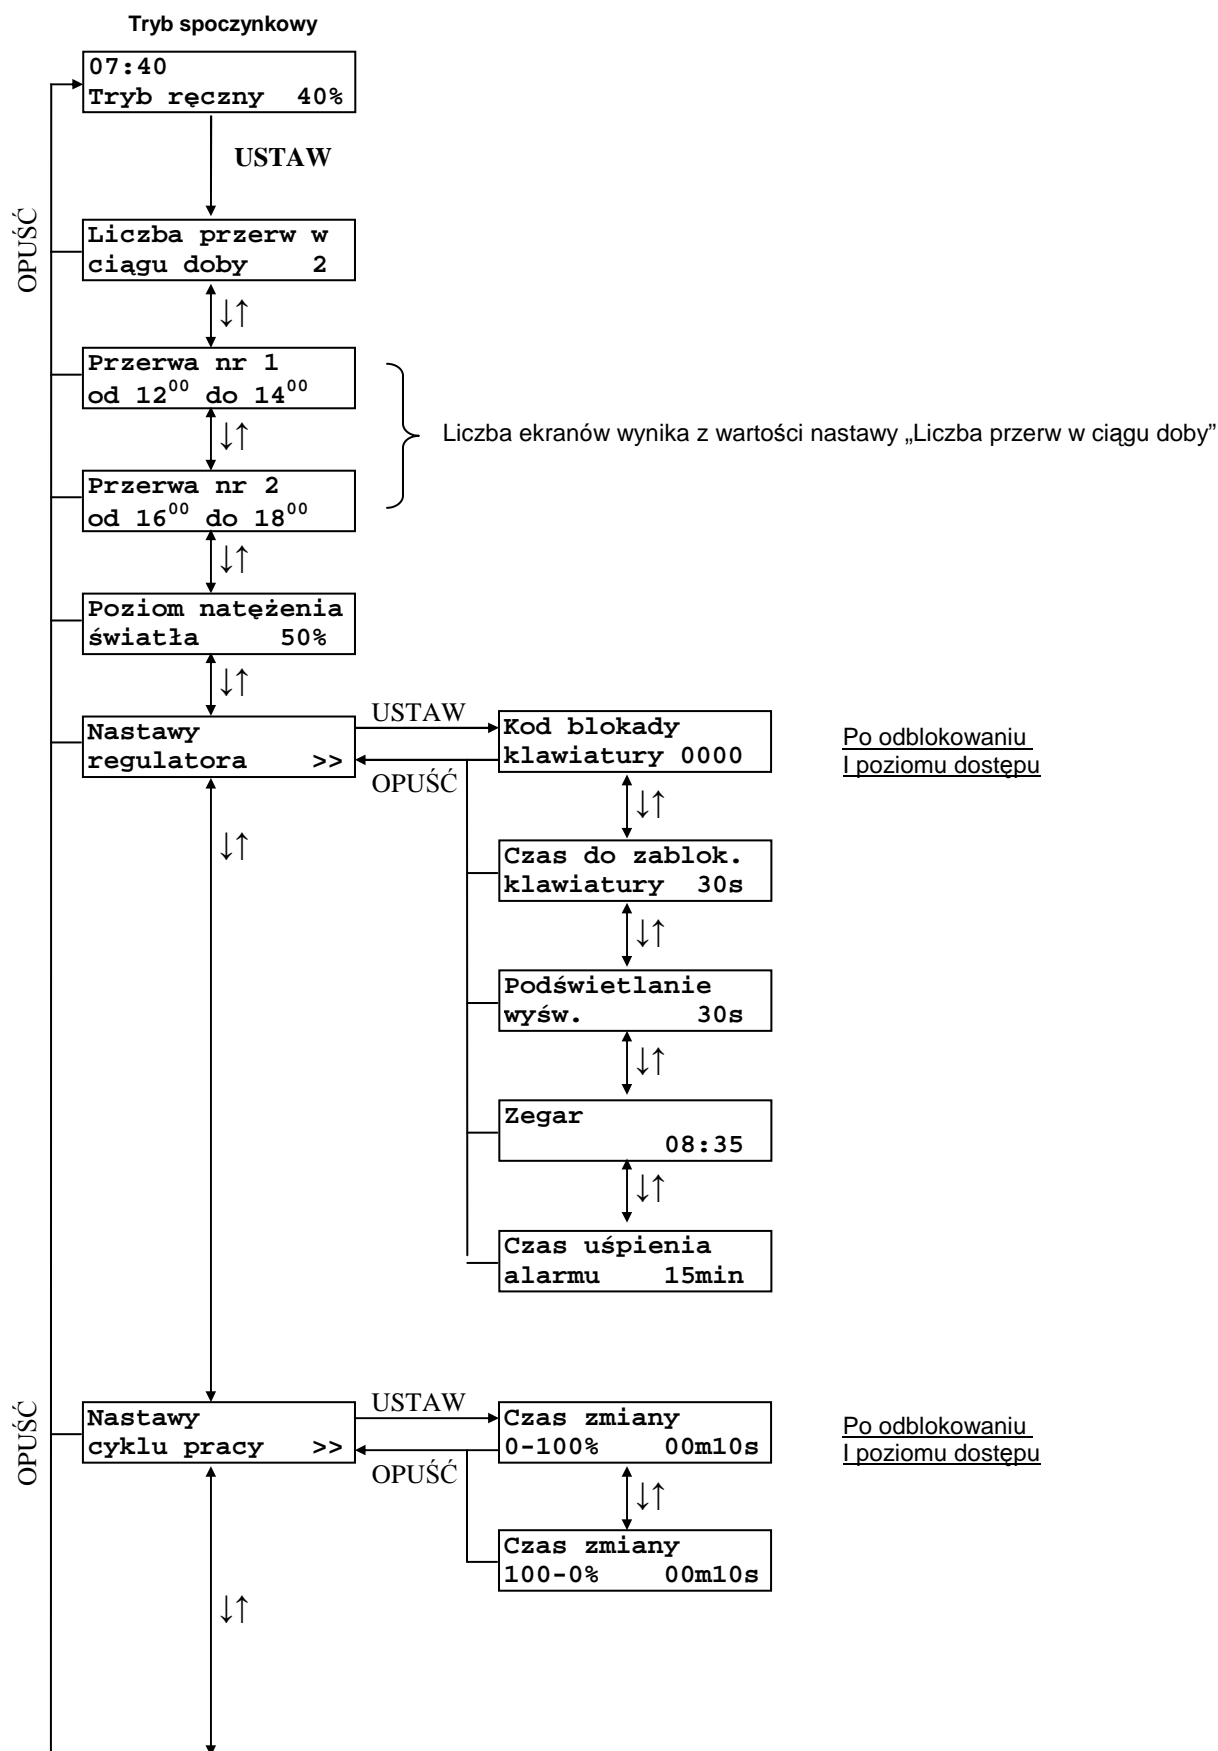 Tryb spoczynkowy
07:40
Tryb ręczny 40%
USTAW
OPUŚĆ
Liczba przerw w
ciągu doby 2
↓↑
Przerwa nr 1
od 12⁰⁰ do 14⁰⁰
↓↑
Liczba ekranów wynika z wartości nastawy „Liczba przerw w ciągu doby”
Przerwa nr 2
od 16⁰⁰ do 18⁰⁰
↓↑
Poziom natężenia
światła 50%
↓↑
Nastawy
regulatora >>
USTAW
OPUŚĆ
Kod blokady
klawiatury 0000
Po odblokowaniu
I poziomu dostępu
↓↑
↓↑
Czas do zablok.
klawiatury 30s
↓↑
Podświetlanie
wyśw. 30s
↓↑
Zegar
08:35
↓↑
Czas uśpienia
alarmu 15min
OPUŚĆ
Nastawy
cyklu pracy >>
USTAW
OPUŚĆ
Czas zmiany
0-100% 00m10s
Po odblokowaniu
I poziomu dostępu
↓↑
Czas zmiany
100-0% 00m10s
↓↑